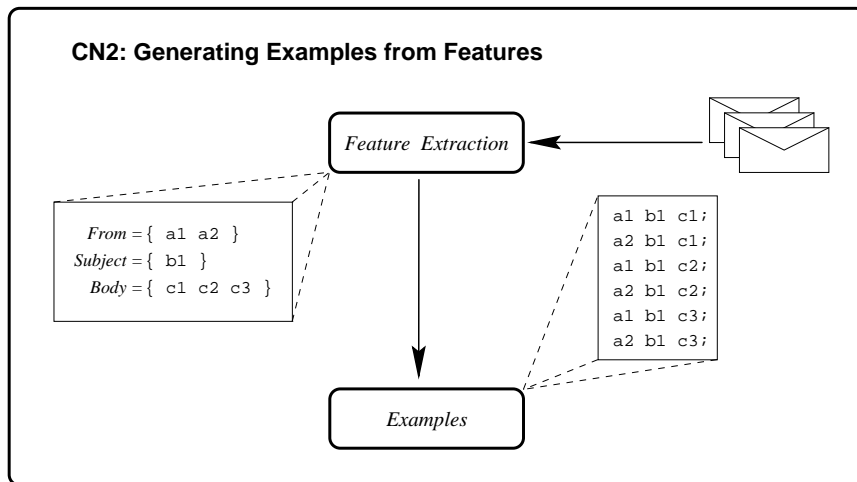 CN2: Generating Examples from Features
Feature Extraction
From = { a1 a2 }
Subject = { b1 }
Body = { c1 c2 c3 }
a1 b1 c1;
a2 b1 c1;
a1 b1 c2;
a2 b1 c2;
a1 b1 c3;
a2 b1 c3;
Examples